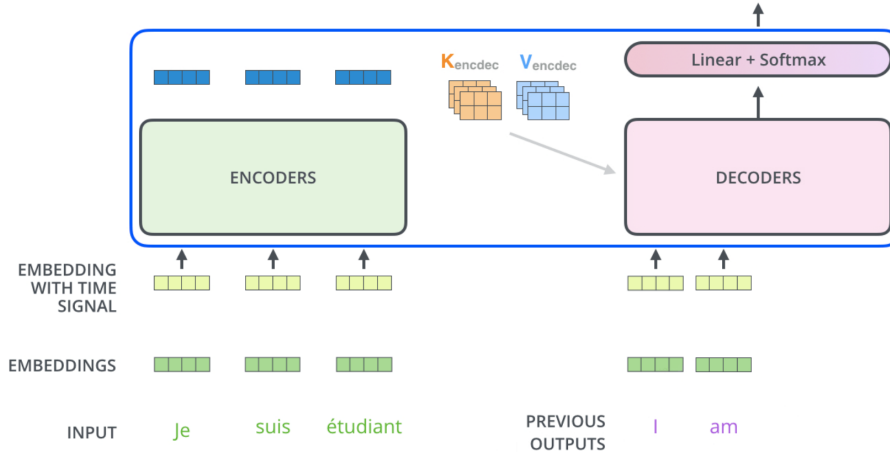 Kencdec
Vencdec
Linear + Softmax
ENCODERS
DECODERS
EMBEDDING
WITH TIME
SIGNAL
EMBEDDINGS
INPUT
Je
suis
étudiant
PREVIOUS
OUTPUTS
I
am